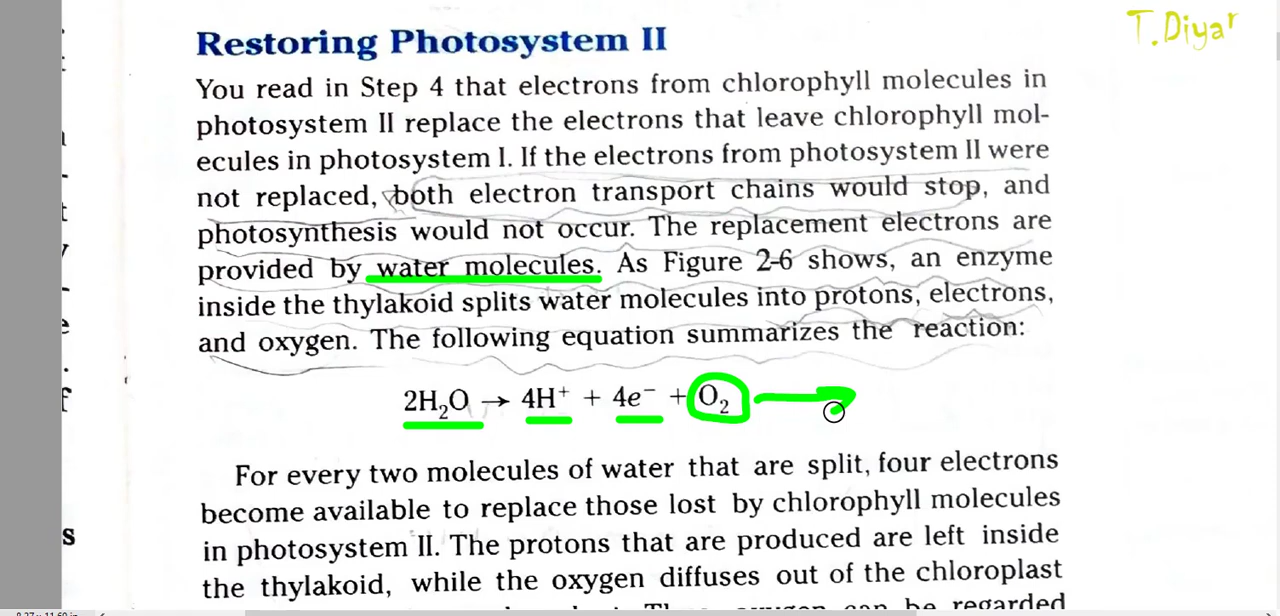 T.Diyar
Restoring Photosystem II
You read in Step 4 that electrons from chlorophyll molecules in
photosystem II replace the electrons that leave chlorophyll mol-
ecules in photosystem I. If the electrons from photosystem II were
not replaced, both electron transport chains would stop, and
photosynthesis would not occur. The replacement electrons are
provided by water molecules. As Figure 2-6 shows, an enzyme
inside the thylakoid splits water molecules into protons, electrons,
and oxygen. The following equation summarizes the reaction:
2H₂O → 4H⁺ + 4e⁻ + O₂
For every two molecules of water that are split, four electrons
become available to replace those lost by chlorophyll molecules
in photosystem II. The protons that are produced are left inside
the thylakoid, while the oxygen diffuses out of the chloroplast
can be regarded